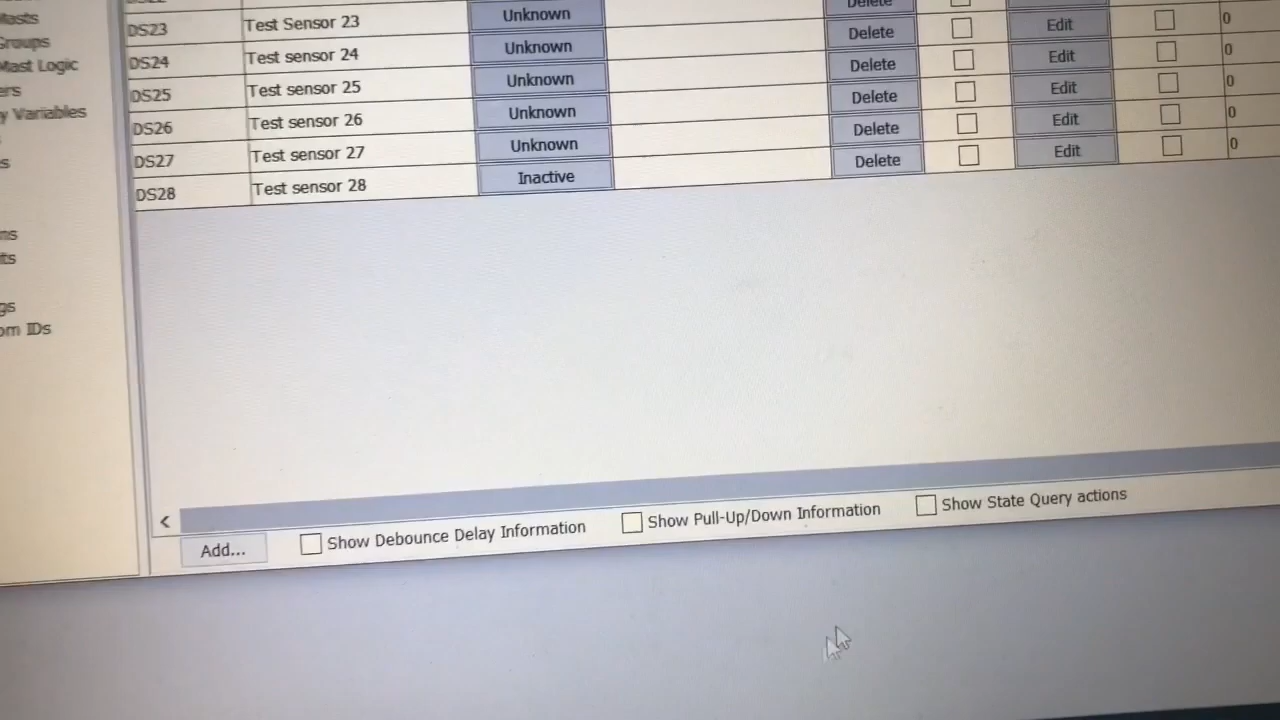 Masts
Groups
Mast Logic
ers
y Variables
s
ns
ts
gs
om IDs
Delete
DS23 Test Sensor 23 Unknown Delete Edit 0
DS24 Test sensor 24 Unknown Delete Edit 0
DS25 Test sensor 25 Unknown Delete Edit 0
DS26 Test sensor 26 Unknown Delete Edit 0
DS27 Test sensor 27 Unknown Delete Edit 0
DS28 Test sensor 28 Inactive
<
Add... Show Debounce Delay Information Show Pull-Up/Down Information Show State Query actions